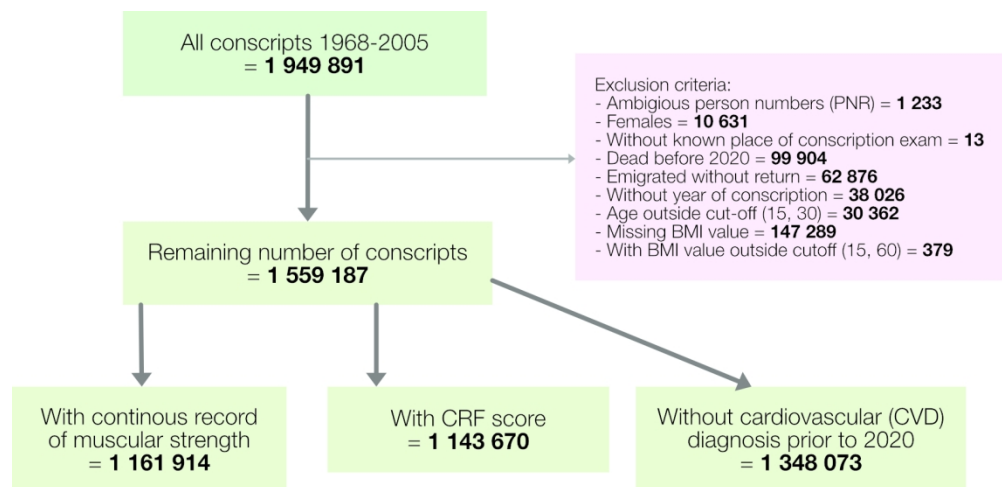 All conscripts 1968-2005
= 1 949 891
Exclusion criteria:
- Ambigious person numbers (PNR) = 1 233
- Females = 10 631
- Without known place of conscription exam = 13
- Dead before 2020 = 99 904
- Emigrated without return = 62 876
- Without year of conscription = 38 026
- Age outside cut-off (15, 30) = 30 362
- Missing BMI value = 147 289
- With BMI value outside cutoff (15, 60) = 379
Remaining number of conscripts
= 1 559 187
With continous record
of muscular strength
= 1 161 914
With CRF score
= 1 143 670
Without cardiovascular (CVD)
diagnosis prior to 2020
= 1 348 073